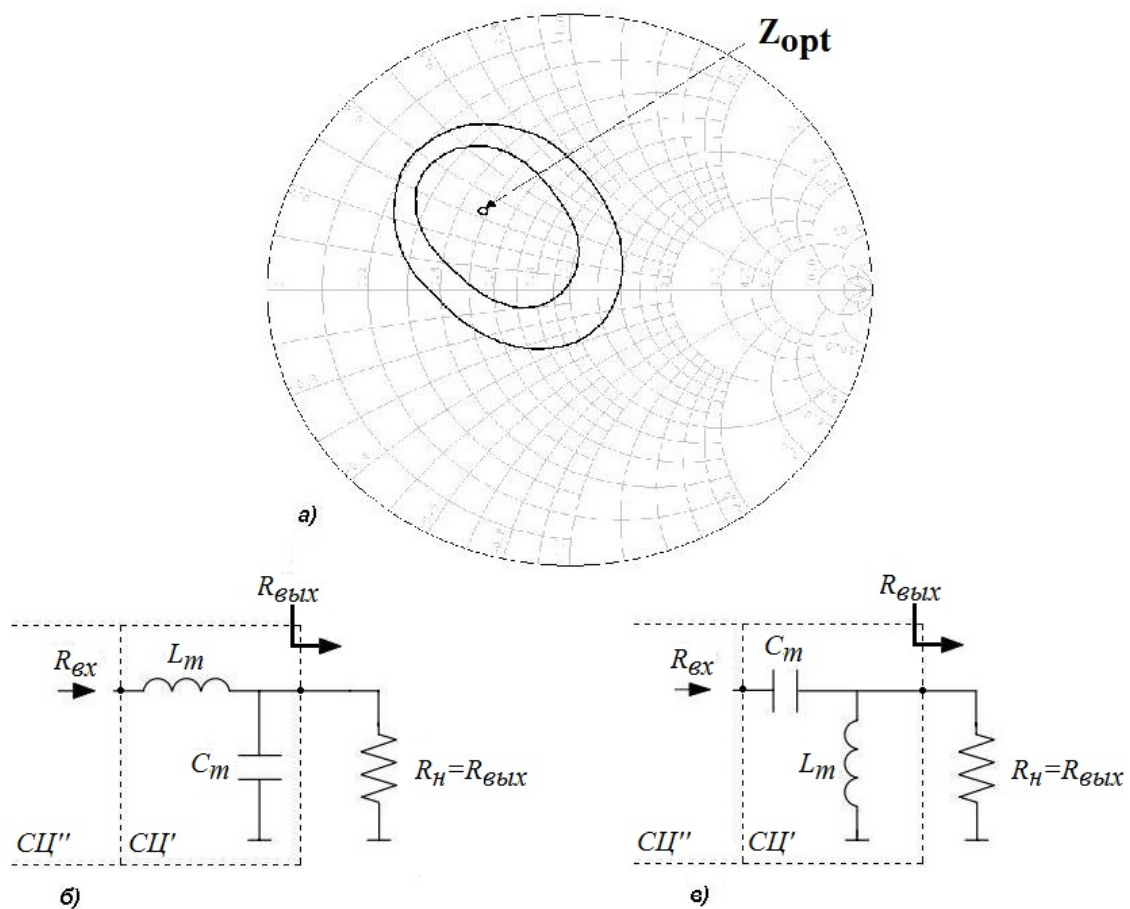 Zopt
а)
Rвых
Rвых
Rвх
Lm
Cm
Rн=Rвых
СЦ''
СЦ'
б)
Rвх
Cm
Lm
Rн=Rвых
СЦ''
СЦ'
в)